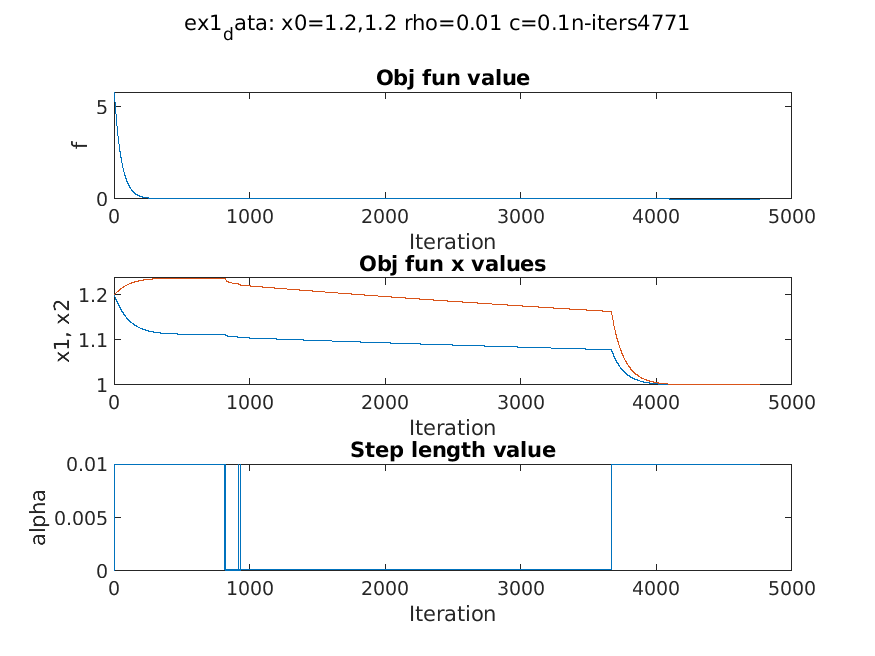 ex1_data: x0=1.2,1.2 rho=0.01 c=0.1n-iters4771
Obj fun value
5
0
f
0 1000 2000 3000 4000 5000
Iteration
Obj fun x values
1.2
1.1
1
x1, x2
0 1000 2000 3000 4000 5000
Iteration
Step length value
0.01
0.005
0
alpha
0 1000 2000 3000 4000 5000
Iteration